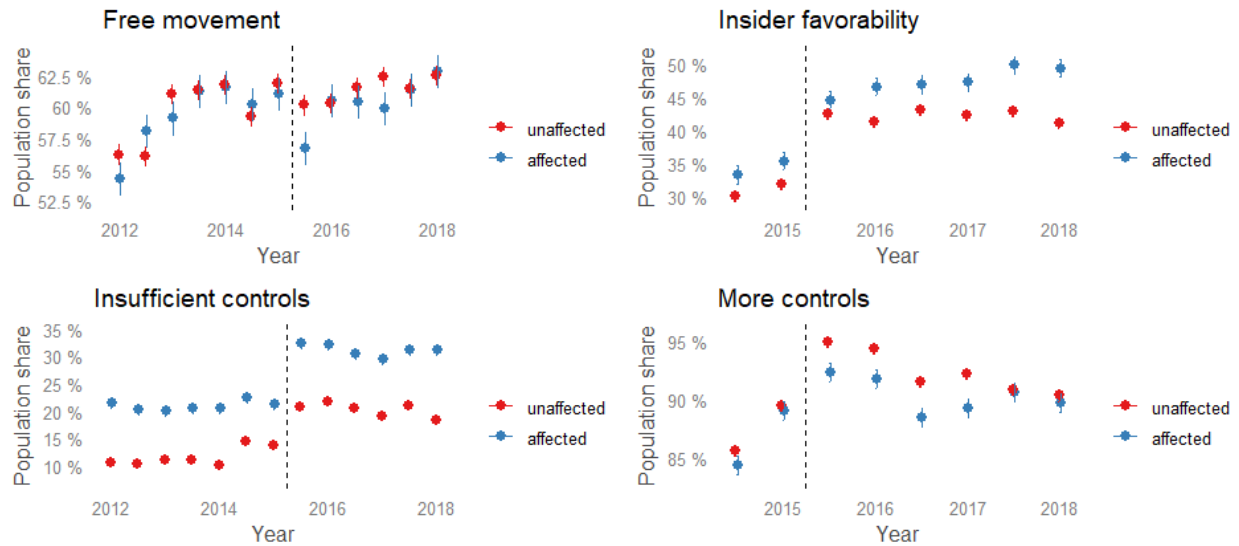 Free movement
Population share
62.5 %
60 %
57.5 %
55 %
52.5 %
2012
2014
2016
2018
Year
unaffected
affected
Insider favorability
Population share
50 %
45 %
40 %
35 %
30 %
2015
2016
2017
2018
Year
unaffected
affected
Insufficient controls
Population share
35 %
30 %
25 %
20 %
15 %
10 %
2012
2014
2016
2018
Year
unaffected
affected
More controls
Population share
95 %
90 %
85 %
2015
2016
2017
2018
Year
unaffected
affected